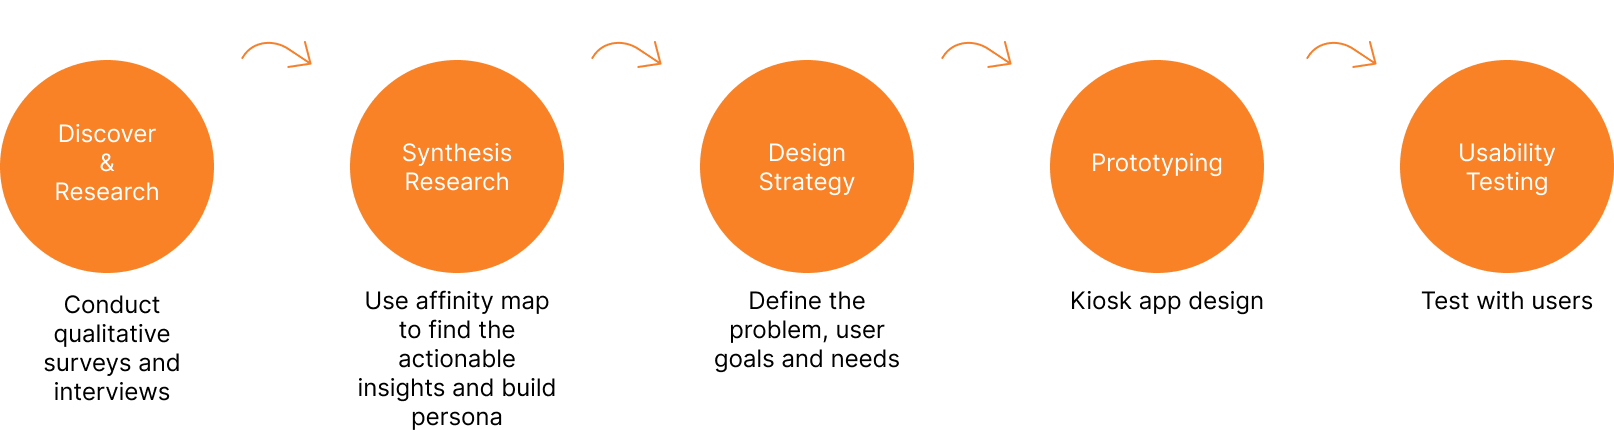 Discover
&
Research
Synthesis
Research
Design
Strategy
Prototyping
Usability
Testing
Conduct
qualitative
surveys and
interviews
Use affinity map
to find the
actionable
insights and build
persona
Define the
problem, user
goals and needs
Kiosk app design
Test with users